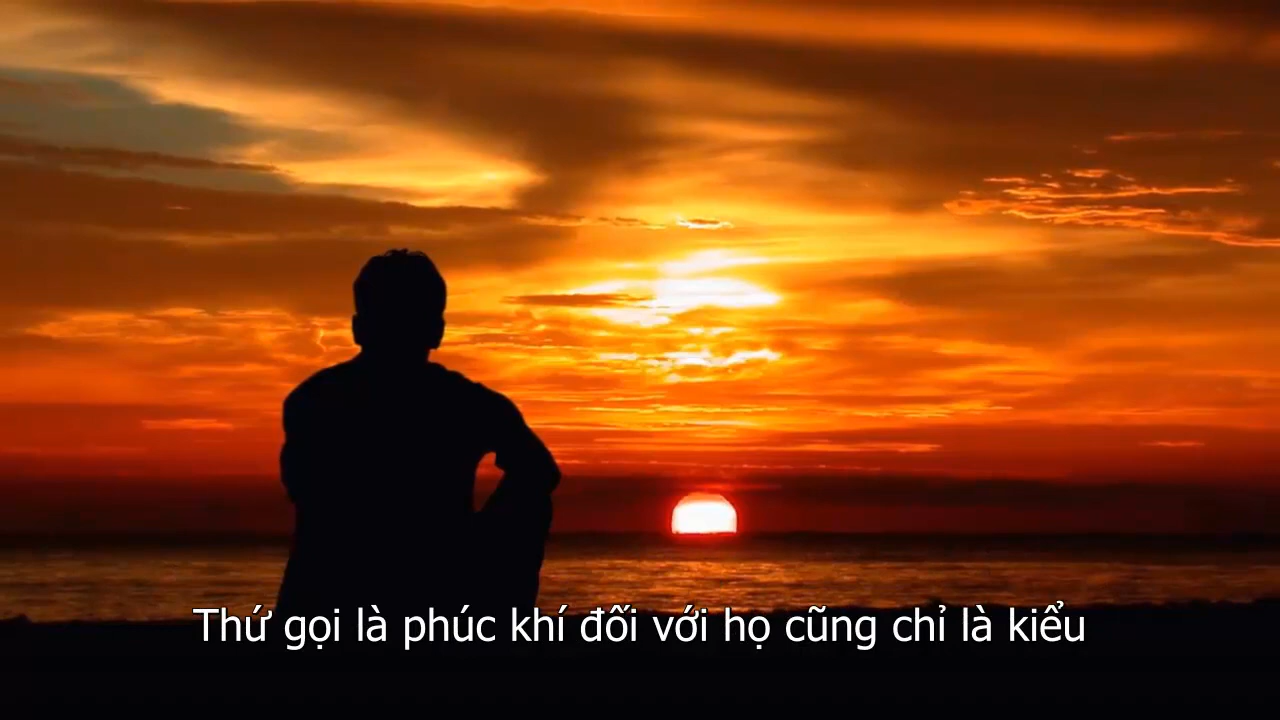 Thứ gọi là phúc khí đối với họ cũng chỉ là kiểu